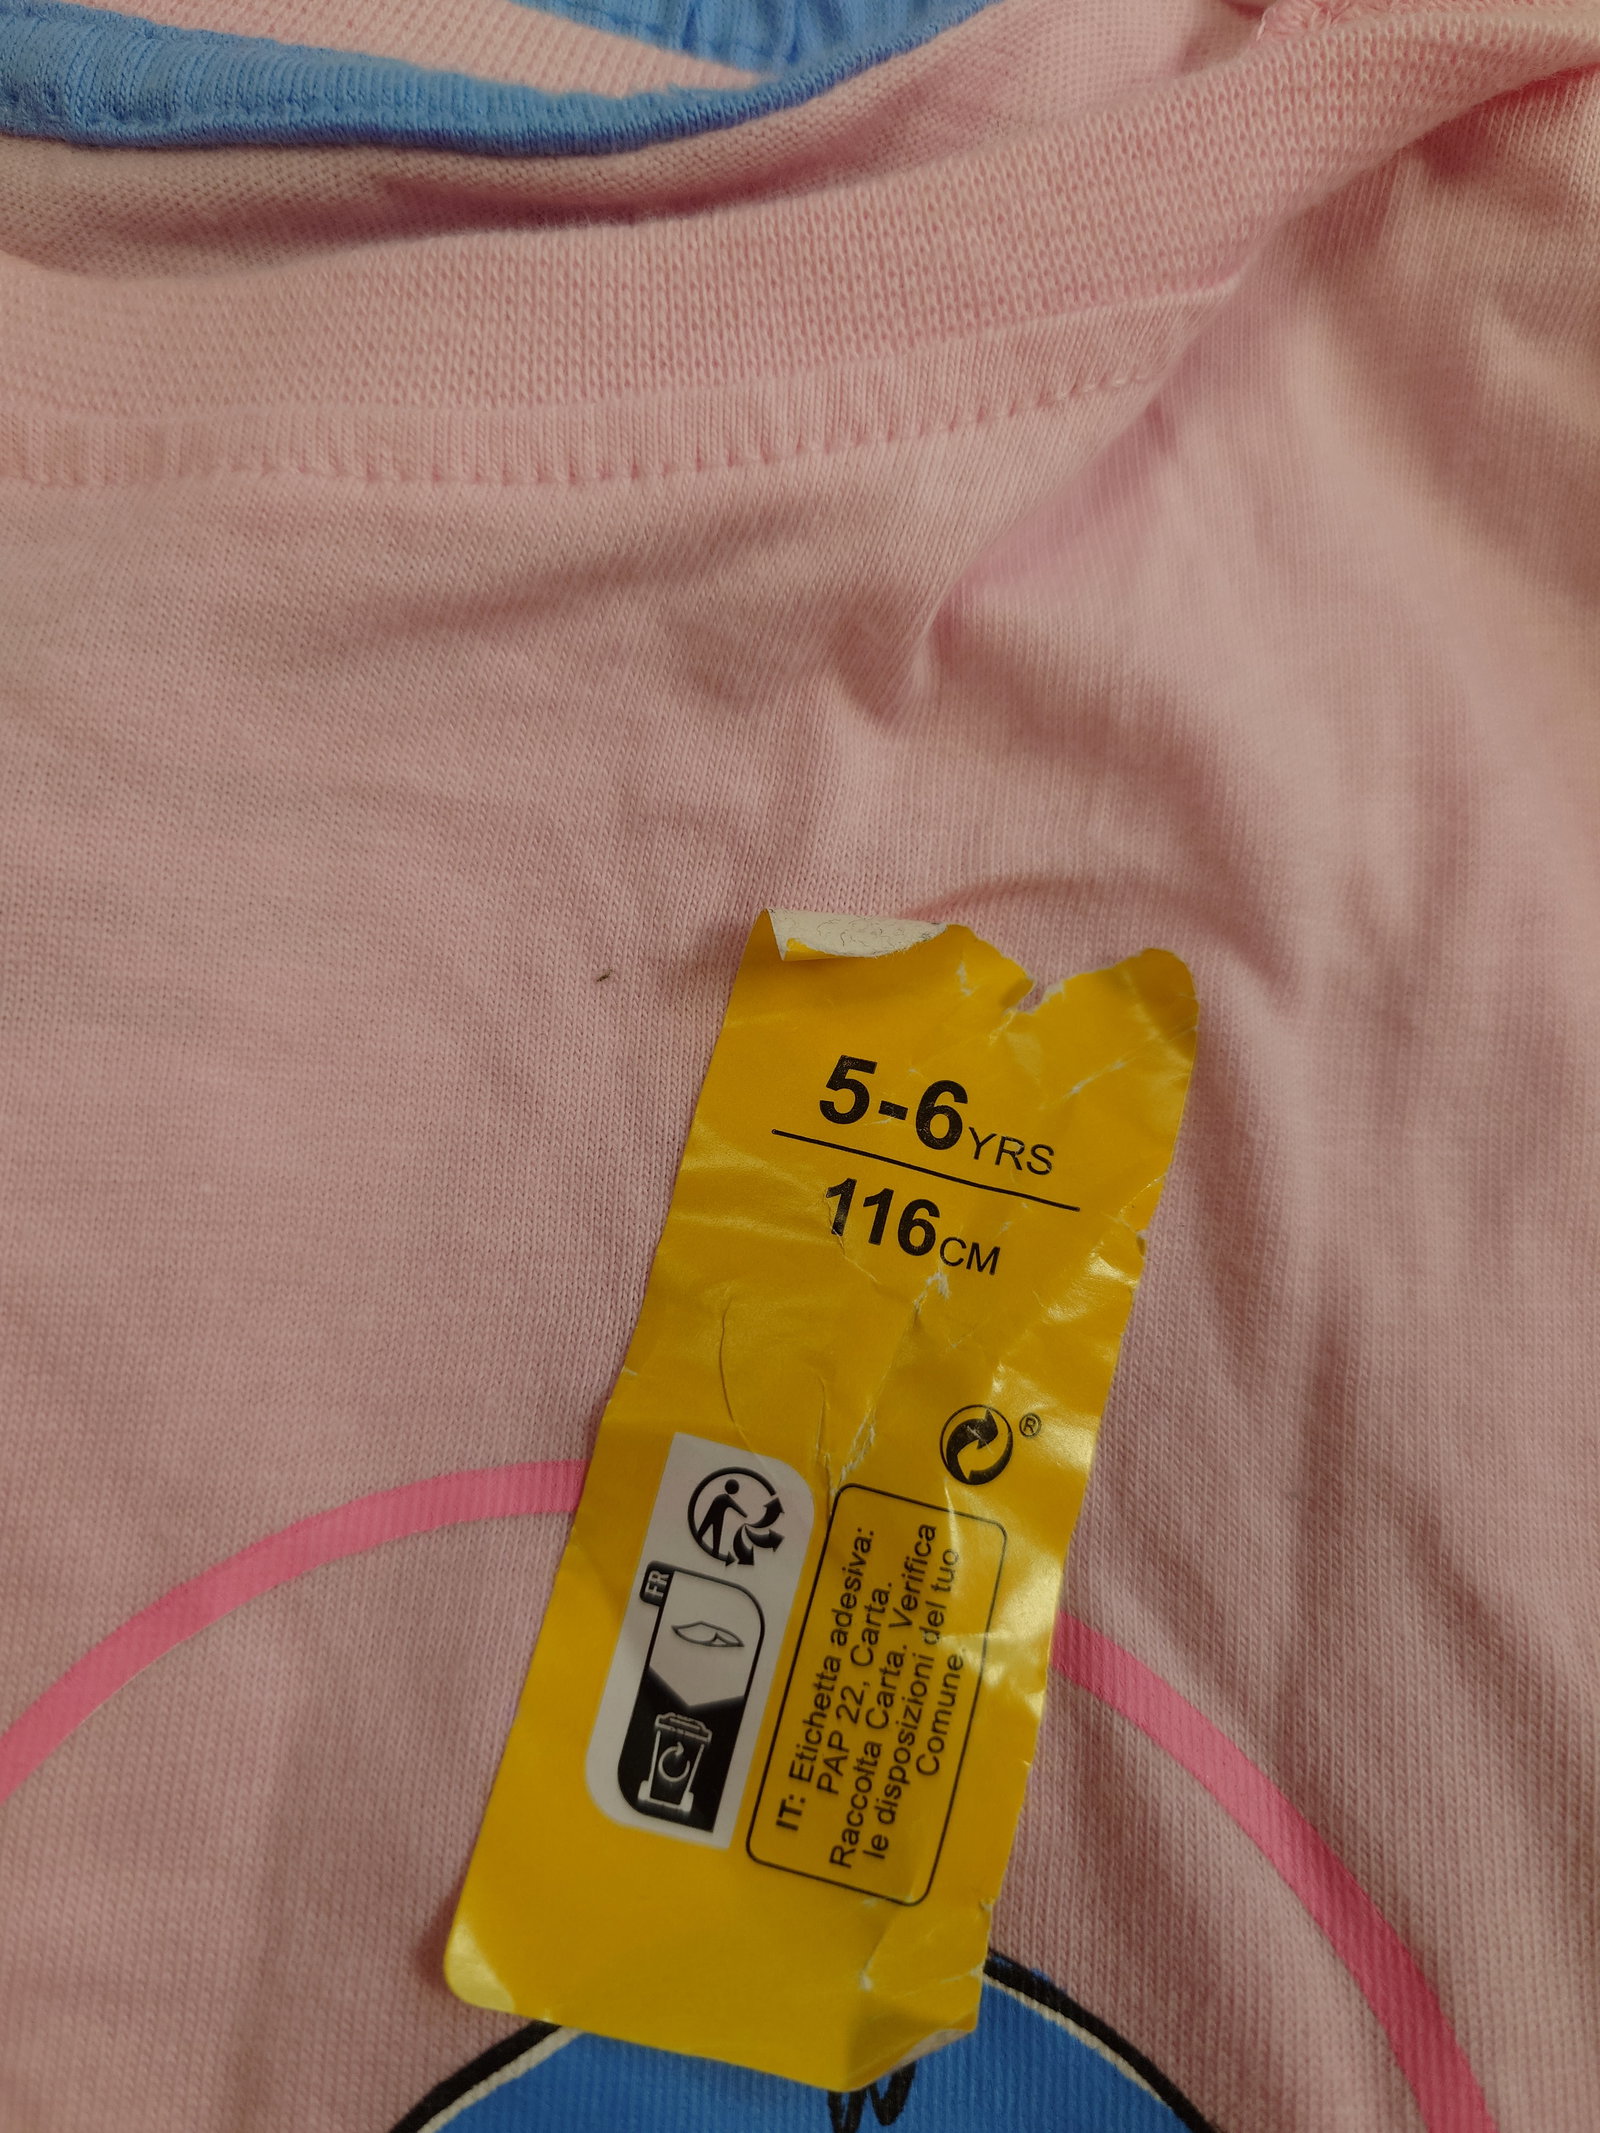 5-6YRS
116CM
®
FR
IT: Etichetta adesiva:
PAP 22, Carta.
Raccolta Carta. Verifica
le disposizioni del tuo
Comune.